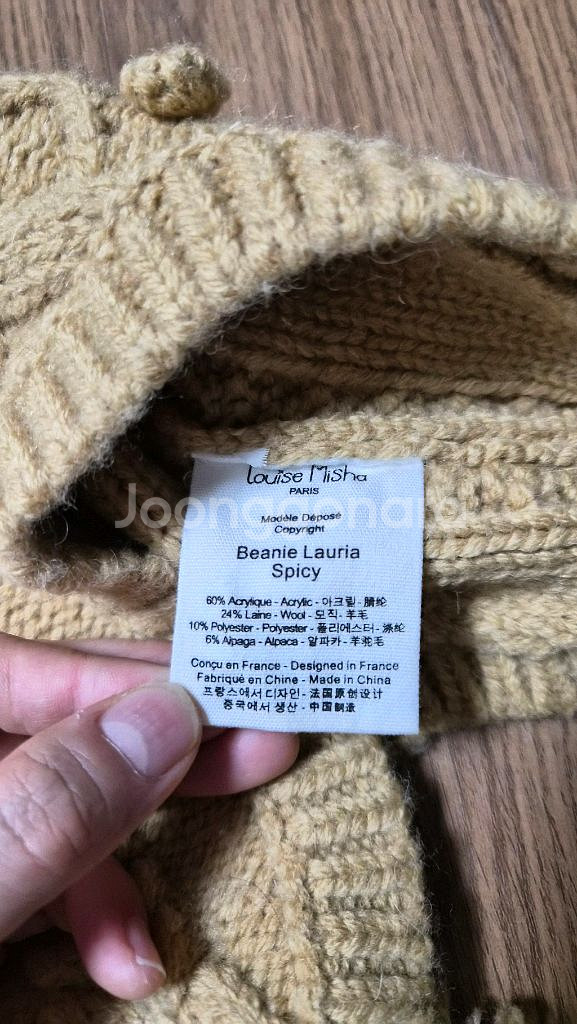 Louise Misha
PARIS
Joongonara
Modèle Déposé
Copyright
Beanie Lauria
Spicy
60% Acrylique - Acrylic - 아크릴 - 腈纶
24% Laine - Wool - 모직 - 羊毛
10% Polyester - Polyester - 폴리에스터 - 涤纶
6% Alpaga - Alpaca - 알파카 - 羊驼毛
Conçu en France - Designed in France
Fabriqué en Chine - Made in China
프랑스에서 디자인 - 法国原创设计
중국에서 생산 - 中国制造